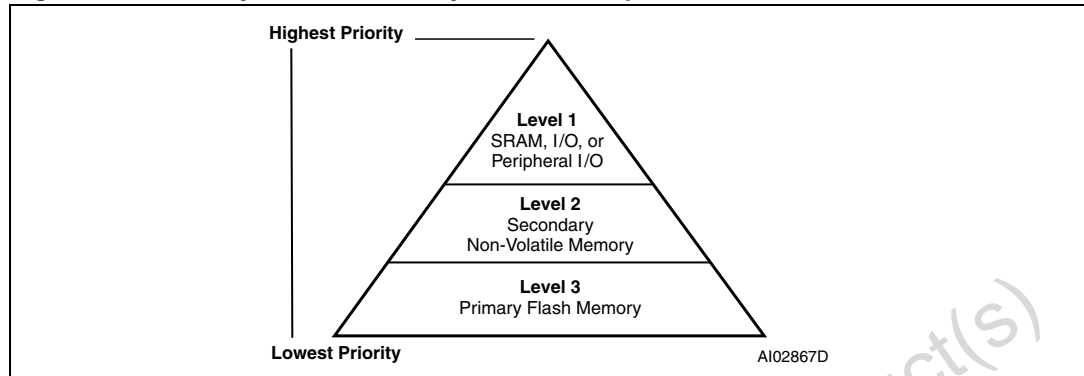 Highest Priority
Level 1
SRAM, I/O, or
Peripheral I/O
Level 2
Secondary
Non-Volatile Memory
Level 3
Primary Flash Memory
Lowest Priority
AI02867D
ct(s)